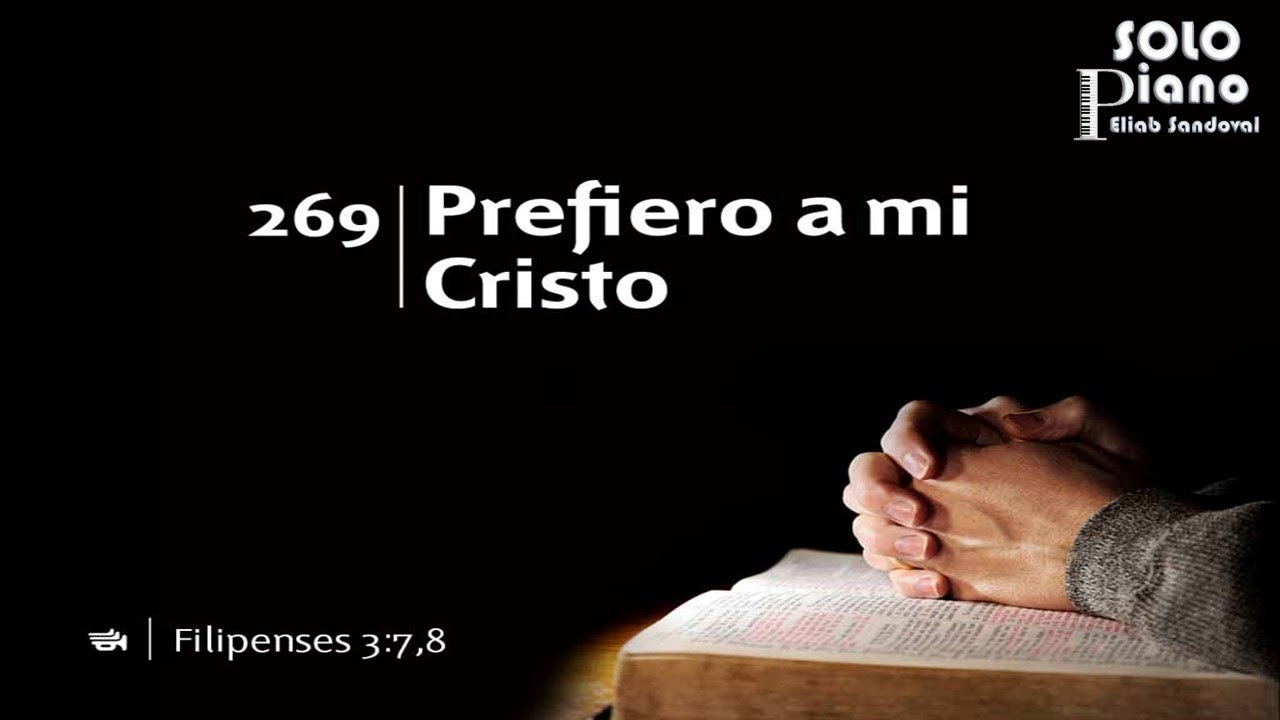 SOLO
Piano
Eliab Sandoval
269
Prefiero a mi
Cristo
Filipenses 3:7,8